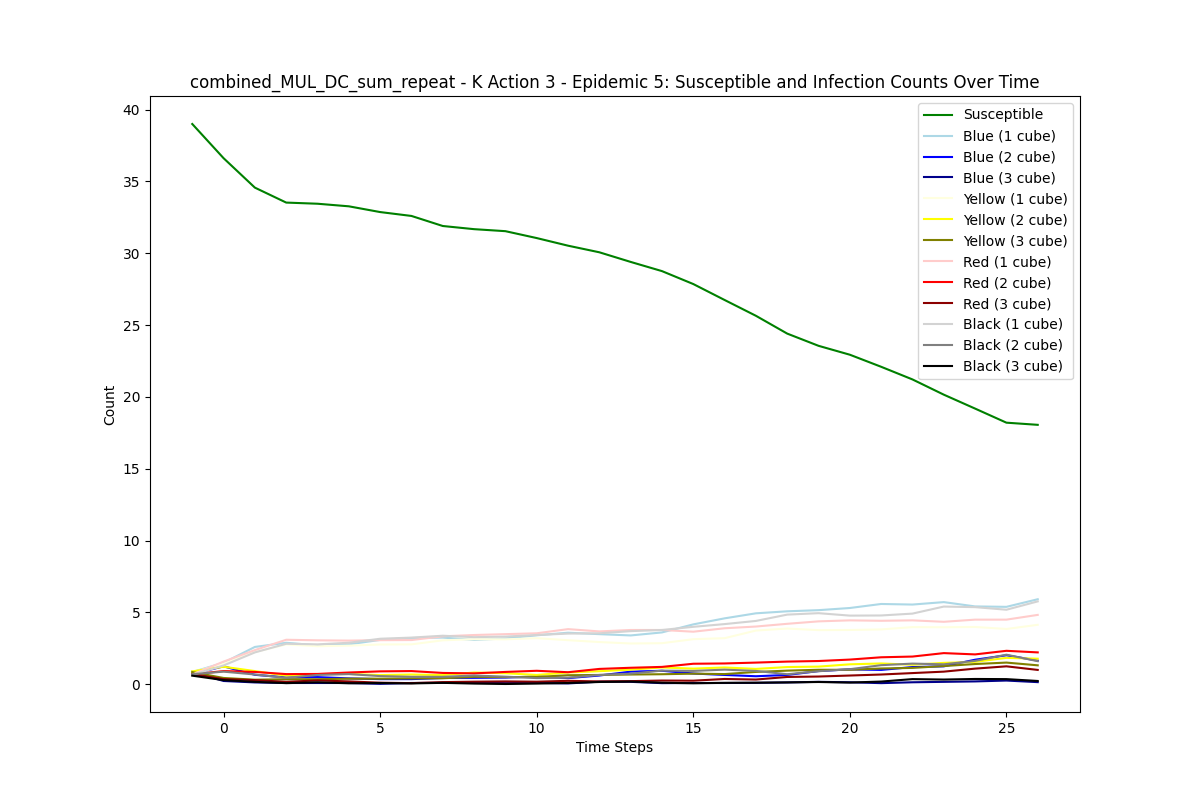 combined_MUL_DC_sum_repeat - K Action 3 - Epidemic 5: Susceptible and Infection Counts Over Time
40
35
30
25
20
15
10
5
0
Count
Susceptible
Blue (1 cube)
Blue (2 cube)
Blue (3 cube)
Yellow (1 cube)
Yellow (2 cube)
Yellow (3 cube)
Red (1 cube)
Red (2 cube)
Red (3 cube)
Black (1 cube)
Black (2 cube)
Black (3 cube)
0 5 10 15 20 25
Time Steps